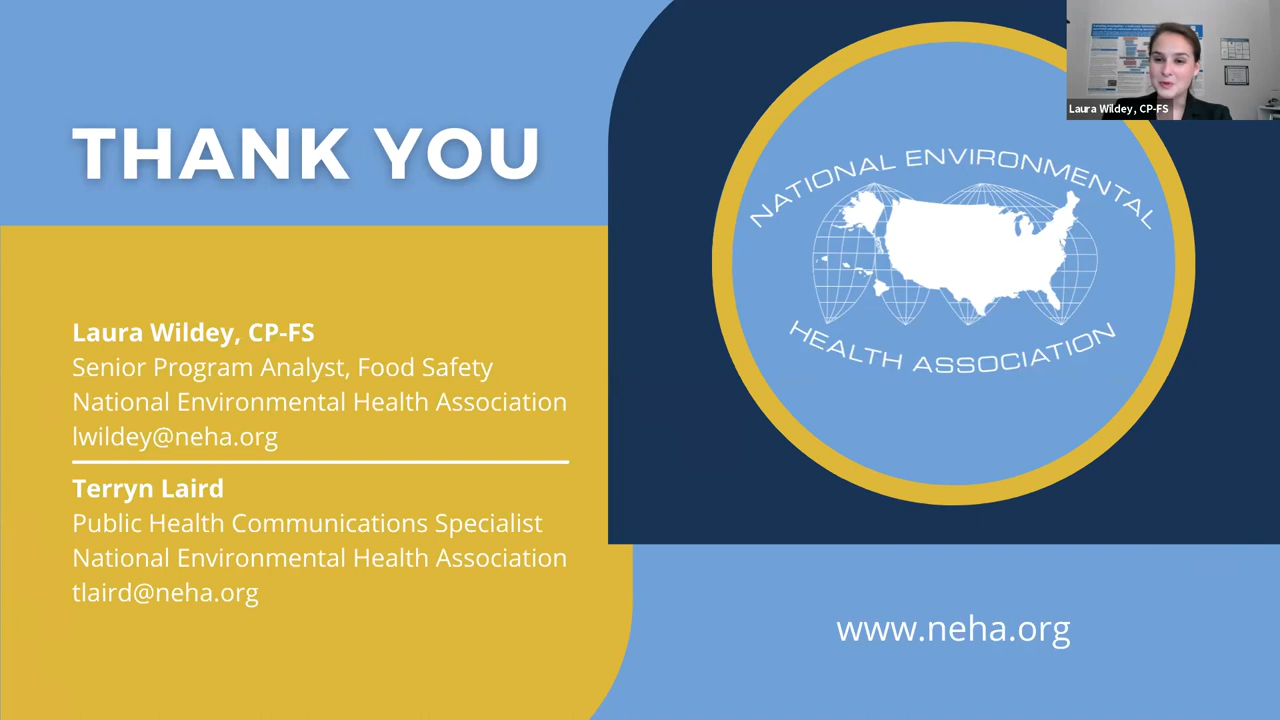 THANK YOU
Laura Wildey, CP-FS
Senior Program Analyst, Food Safety
National Environmental Health Association
lwildey@neha.org
Terryn Laird
Public Health Communications Specialist
National Environmental Health Association
tlaird@neha.org
NATIONAL ENVIRONMENTAL
HEALTH ASSOCIATION
www.neha.org
Laura Wildey, CP-FS